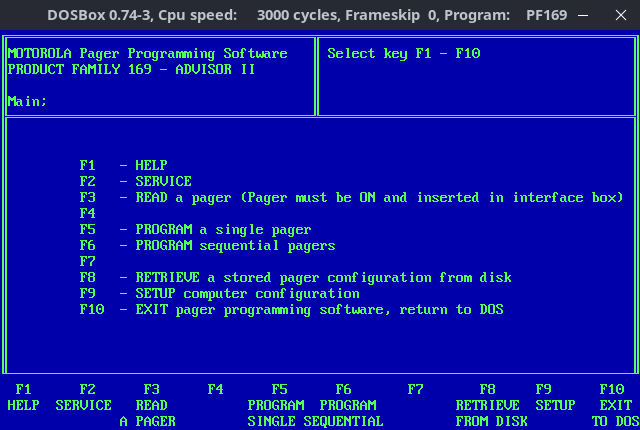 DOSBox 0.74-3, Cpu speed:    3000 cycles, Frameskip  0, Program:    PF169
MOTOROLA Pager Programming Software
PRODUCT FAMILY 169 - ADVISOR II
Main;
Select key F1 - F10
F1   - HELP
F2   - SERVICE
F3   - READ a pager (Pager must be ON and inserted in interface box)
F4
F5   - PROGRAM a single pager
F6   - PROGRAM sequential pagers
F7
F8   - RETRIEVE a stored pager configuration from disk
F9   - SETUP computer configuration
F10  - EXIT pager programming software, return to DOS
F1 F2 F3 F4 F5 F6 F7 F8 F9 F10
HELP SERVICE READ PROGRAM PROGRAM RETRIEVE SETUP EXIT
A PAGER SINGLE SEQUENTIAL FROM DISK TO DOS